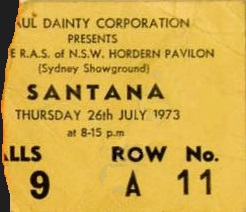 AUL DAINTY CORPORATION
PRESENTS
E R.A.S. of N.S.W. HORDERN PAVILON
(Sydney Showground)
SANTANA
THURSDAY 26th JULY 1973
at 8-15 p.m
ALLS ROW No.
9 A 11